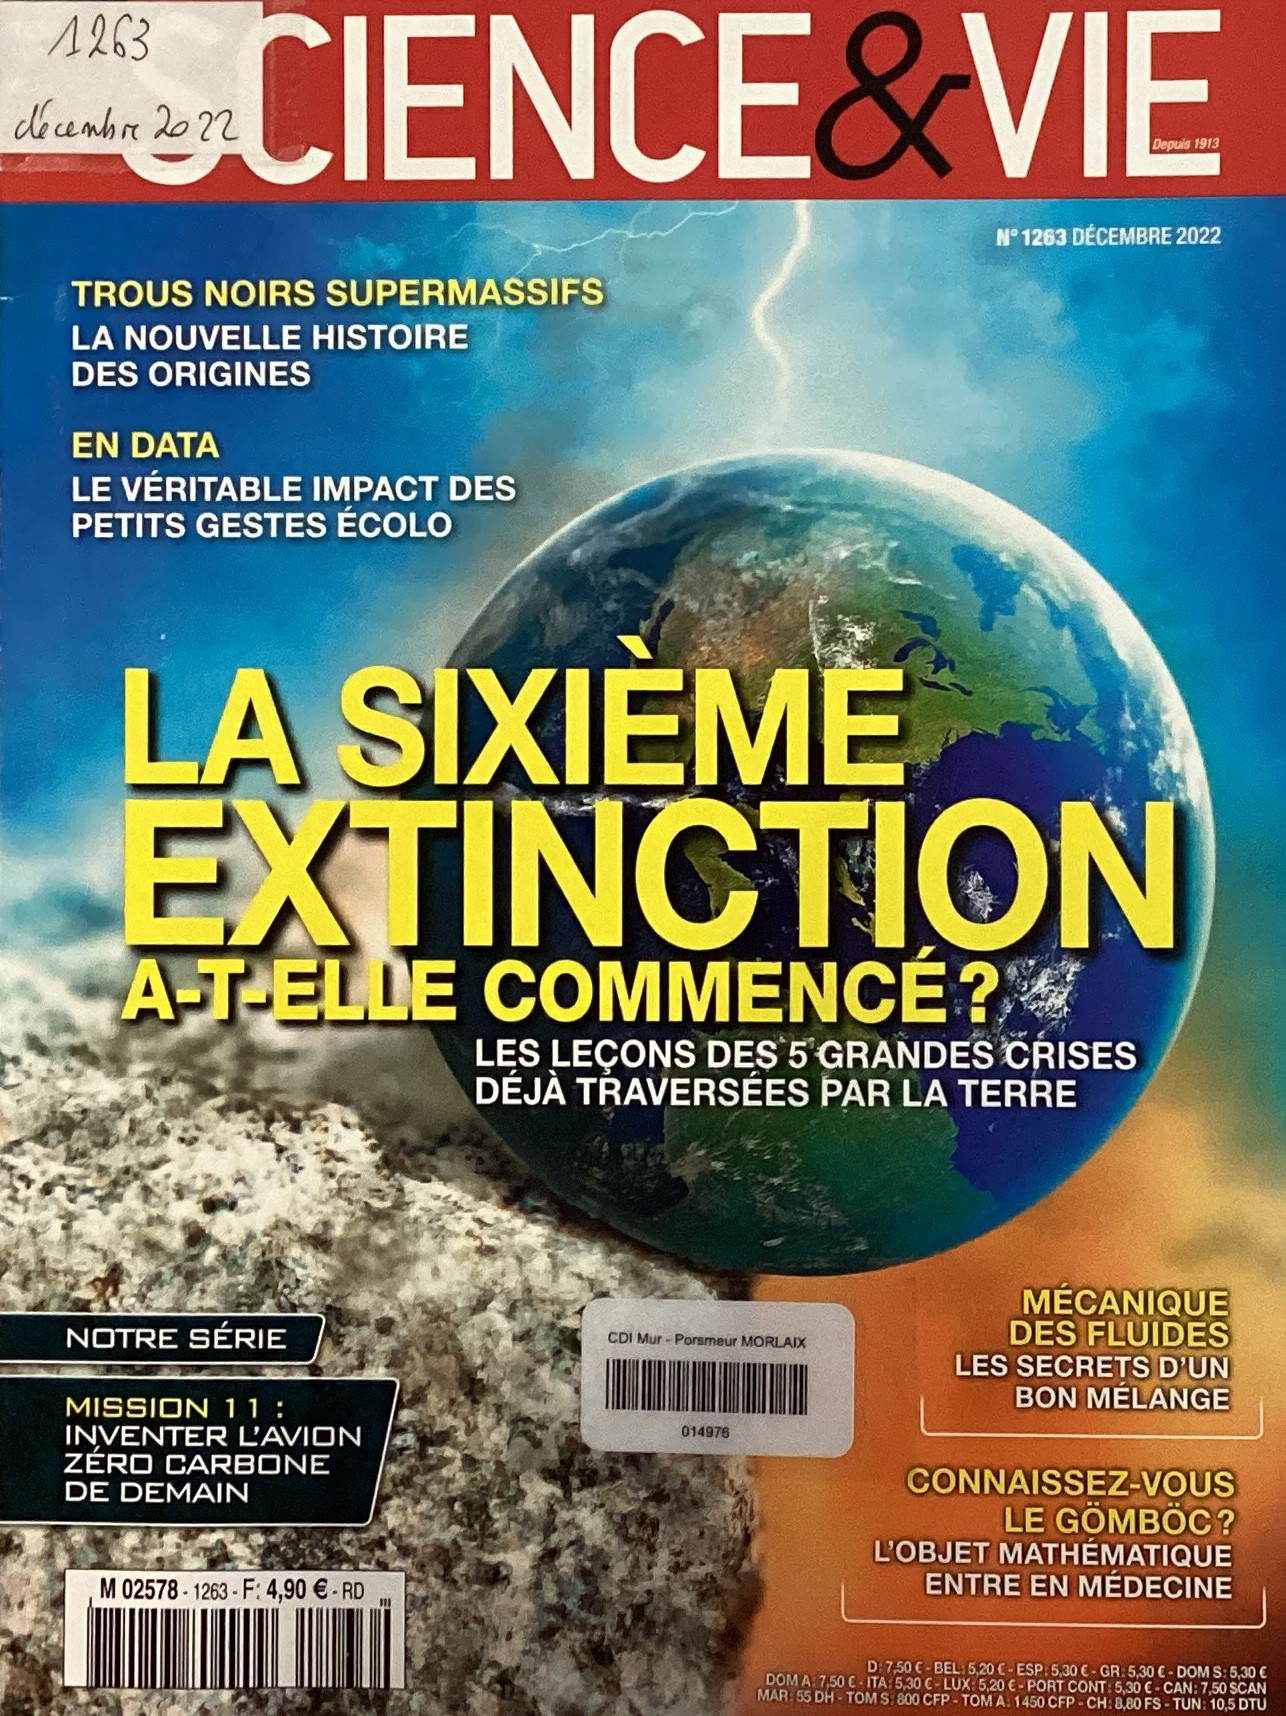 1263
décembre 2022
SCIENCE&VIE
Depuis 1913
N° 1263 DÉCEMBRE 2022
TROUS NOIRS SUPERMASSIFS
LA NOUVELLE HISTOIRE
DES ORIGINES
EN DATA
LE VÉRITABLE IMPACT DES
PETITS GESTES ÉCOLO
LA SIXIÈME
EXTINCTION
A-T-ELLE COMMENCÉ ?
LES LEÇONS DES 5 GRANDES CRISES
DÉJÀ TRAVERSÉES PAR LA TERRE
NOTRE SÉRIE
MISSION 11 :
INVENTER L'AVION
ZÉRO CARBONE
DE DEMAIN
CDI Mur - Porsmeur MORLAIX
014976
MÉCANIQUE
DES FLUIDES
LES SECRETS D'UN
BON MÉLANGE
CONNAISSEZ-VOUS
LE GÖMBÖC ?
L'OBJET MATHÉMATIQUE
ENTRE EN MÉDECINE
M 02578 - 1263 - F: 4,90 € - RD
D: 7,50 € - BEL: 5,20 € - ESP: 5,30 € - GR: 5,30 € - DOM S: 5,30 €
DOM A: 7,50 € - ITA: 5,30 € - LUX: 5,20 € - PORT CONT: 5,30 € - CAN: 7,50 $CAN
MAR: 55 DH - TOM S: 800 CFP - TOM A: 1450 CFP - CH: 8,80 FS - TUN: 10,5 DTU